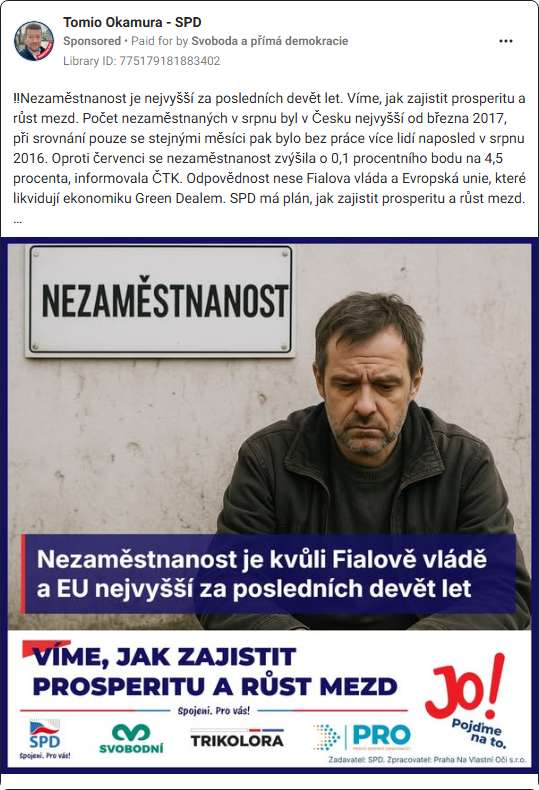 Tomio Okamura - SPD
Sponsored • Paid for by Svoboda a přímá demokracie
Library ID: 775179181883402
‼Nezaměstnanost je nejvyšší za posledních devět let. Víme, jak zajistit prosperitu a
růst mezd. Počet nezaměstnaných v srpnu byl v Česku nejvyšší od března 2017,
při srovnání pouze se stejnými měsíci pak bylo bez práce více lidí naposled v srpnu
2016. Oproti červenci se nezaměstnanost zvýšila o 0,1 procentního bodu na 4,5
procenta, informovala ČTK. Odpovědnost nese Fialova vláda a Evropská unie, které
likvidují ekonomiku Green Dealem. SPD má plán, jak zajistit prosperitu a růst mezd.
...
NEZAMĚSTNANOST
Nezaměstnanost je kvůli Fialově vládě
a EU nejvyšší za posledních devět let
VÍME, JAK ZAJISTIT
PROSPERITU A RŮST MEZD
Spojeni. Pro vás!
Jo!
Pojďme
na to.
SPD
Spojeni. Pro vás!
SVOBODNÍ
TRIKOLORA
PRO
Zadavatel: SPD. Zpracovatel: Praha Na Vlastní Oči s.r.o.